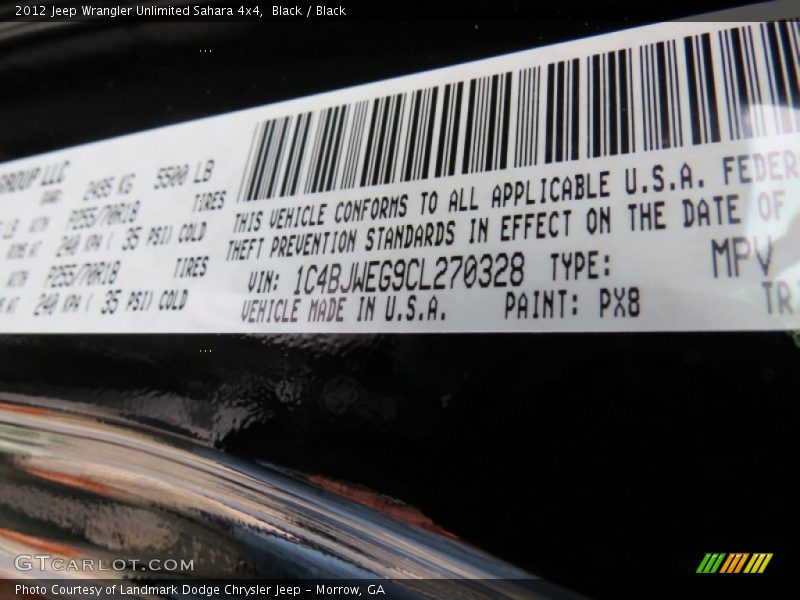 2012 Jeep Wrangler Unlimited Sahara 4x4,  Black / Black
GROUP LLC
2495 KG 5500 LB
P255/70R18 TIRES
240 KPA ( 35 PSI) COLD
P255/70R18 TIRES
240 KPA ( 35 PSI) COLD
THIS VEHICLE CONFORMS TO ALL APPLICABLE U.S.A. FEDER
THEFT PREVENTION STANDARDS IN EFFECT ON THE DATE OF
VIN: 1C4BJWEG9CL270328 TYPE: MPV
VEHICLE MADE IN U.S.A. PAINT: PX8 TR
GTCARLOT.COM
Photo Courtesy of Landmark Dodge Chrysler Jeep - Morrow, GA